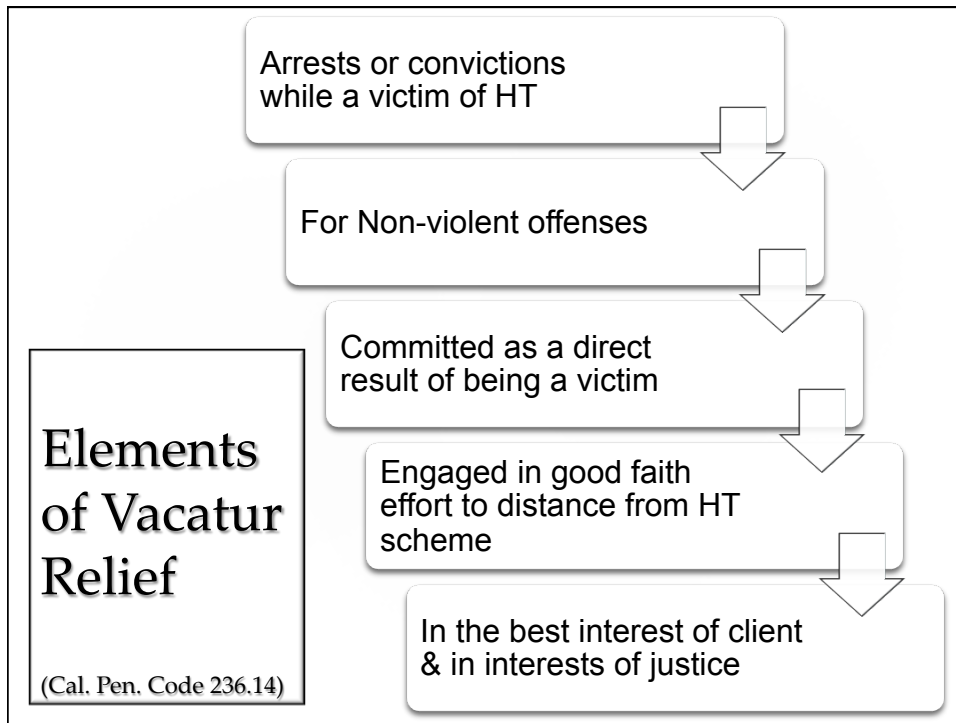 Arrests or convictions
while a victim of HT
For Non-violent offenses
Committed as a direct
result of being a victim
Engaged in good faith
effort to distance from HT
scheme
In the best interest of client
& in interests of justice
Elements
of Vacatur
Relief
(Cal. Pen. Code 236.14)